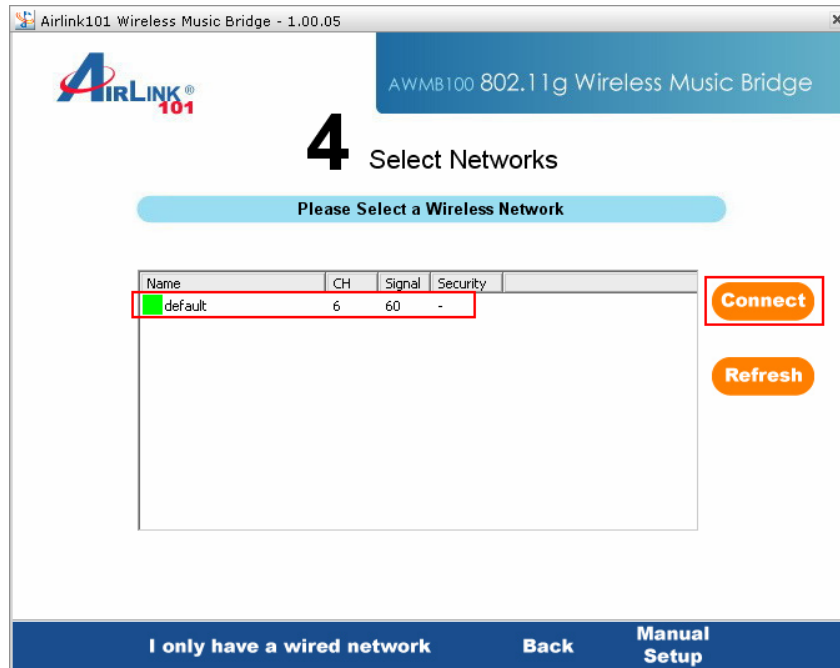 Airlink101 Wireless Music Bridge - 1.00.05
AIRLINK®
101
AWMB100 802.11g Wireless Music Bridge
4 Select Networks
Please Select a Wireless Network
Name CH Signal Security
default 6 60 -
Connect
Refresh
I only have a wired network Back Manual Setup